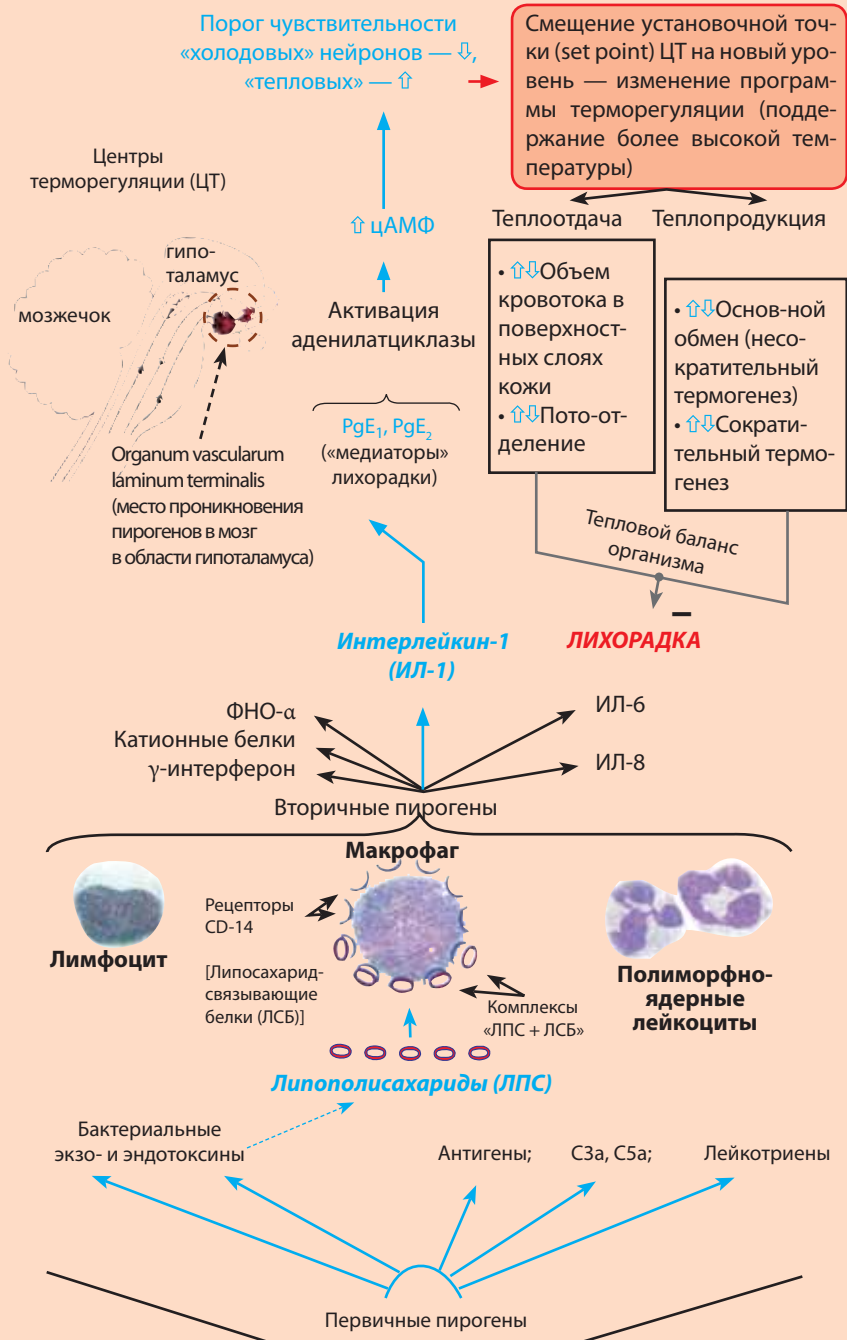 Порог чувствительности
«холодовых» нейронов — ⇩,
«тепловых» — ⇧
Смещение установочной точ-
ки (set point) ЦТ на новый уро-
вень — изменение програм-
мы терморегуляции (подде-
ржание более высокой тем-
пературы)
Центры
терморегуляции (ЦТ)
⇧ цАМФ
Теплоотдача
Теплопродукция
гипо-
таламус
мозжечок
Активация
аденилатциклазы
• ⇧⇩Объем
кровотока в
поверхност-
ных слоях
кожи
• ⇧⇩Пото-от-
деление
• ⇧⇩Основ-ной
обмен (несо-
кратительный
термогенез)
• ⇧⇩Сократи-
тельный термо-
генез
PgE₁, PgE₂
(«медиаторы»
лихорадки)
Organum vascularum
laminum terminalis
(место проникновения
пирогенов в мозг
в области гипоталамуса)
Тепловой баланс
организма
Интерлейкин-1
(ИЛ-1)
ЛИХОРАДКА
ФНО-α
Катионные белки
γ-интерферон
ИЛ-6
ИЛ-8
Вторичные пирогены
Макрофаг
Рецепторы
CD-14
Лимфоцит
[Липосахарид-
связывающие
белки (ЛСБ)]
Комплексы
«ЛПС + ЛСБ»
Полиморфно-
ядерные
лейкоциты
Липополисахариды (ЛПС)
Бактериальные
экзо- и эндотоксины
Антигены;
C3a, C5a;
Лейкотриены
Первичные пирогены